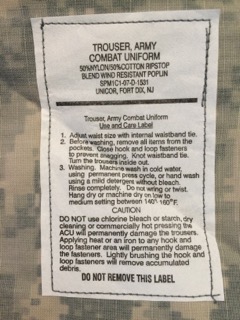 TROUSER, ARMY
COMBAT UNIFORM
50%NYLON/50%COTTON RIPSTOP
BLEND WIND RESISTANT POPLIN
SPM1C1-07-D-1531
UNICOR, FORT DIX, NJ
Trouser, Army Combat Uniform
Use and Care Label
1. Adjust waist size with internal waistband tie.
2. Before washing, remove all items from the
pockets. Close hook and loop fasteners
to prevent snagging. Knot waistband tie.
Turn the trousers inside out.
3. Washing. Machine wash in cold water,
using permanent press cycle, or hand wash
using a mild detergent without bleach.
Rinse completely. Do not wring or twist.
Hang dry or machine dry on low to
medium setting between 140°-160°F.
CAUTION
DO NOT use chlorine bleach or starch, dry
cleaning or commercially hot pressing the
ACU will permanently damage the trousers.
Applying heat or an iron to any hook and
loop fastener area will permanently damage
the fasteners. Lightly brushing the hook and
loop fasteners will remove accumulated
debris.
DO NOT REMOVE THIS LABEL